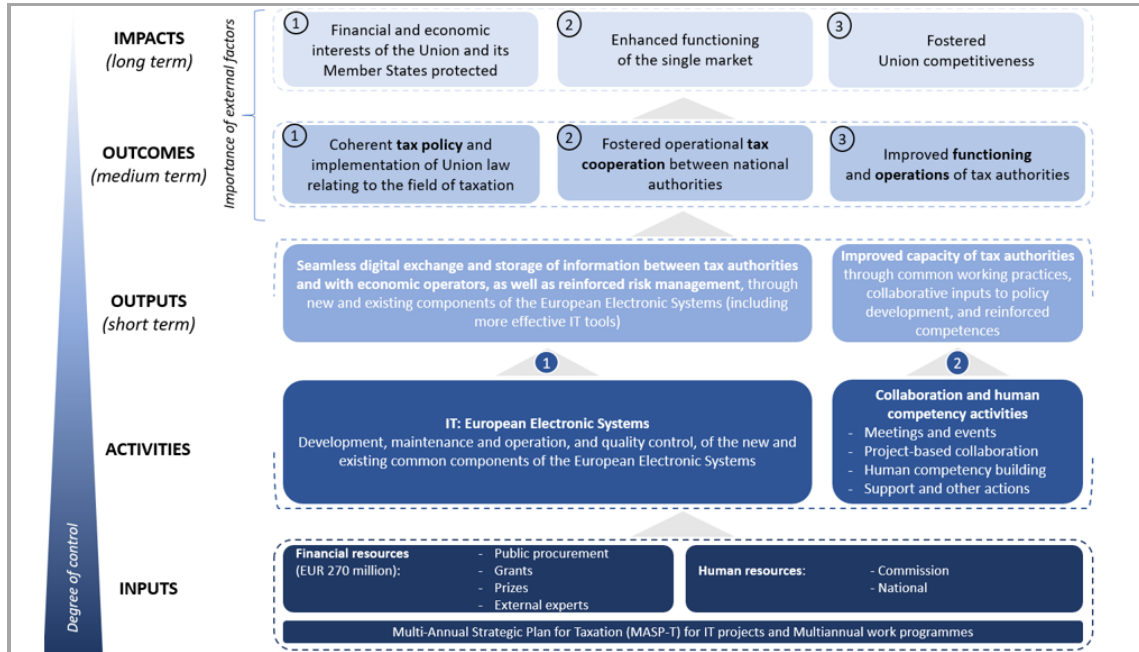 IMPACTS
(long term)
Importance of external factors
1
Financial and economic
interests of the Union and its
Member States protected
2
Enhanced functioning
of the single market
3
Fostered
Union competitiveness
OUTCOMES
(medium term)
1
Coherent tax policy and
implementation of Union law
relating to the field of taxation
2
Fostered operational tax
cooperation between national
authorities
3
Improved functioning
and operations of tax authorities
OUTPUTS
(short term)
Seamless digital exchange and storage of information between tax authorities
and with economic operators, as well as reinforced risk management, through
new and existing components of the European Electronic Systems (including
more effective IT tools)
Improved capacity of tax authorities
through common working practices,
collaborative inputs to policy
development, and reinforced
competences
1
2
ACTIVITIES
IT: European Electronic Systems
Development, maintenance and operation, and quality control, of the new and
existing common components of the European Electronic Systems
Collaboration and human
competency activities
- Meetings and events
- Project-based collaboration
- Human competency building
- Support and other actions
Degree of control
INPUTS
Financial resources
(EUR 270 million):
- Public procurement
- Grants
- Prizes
- External experts
Human resources:
- Commission
- National
Multi-Annual Strategic Plan for Taxation (MASP-T) for IT projects and Multiannual work programmes